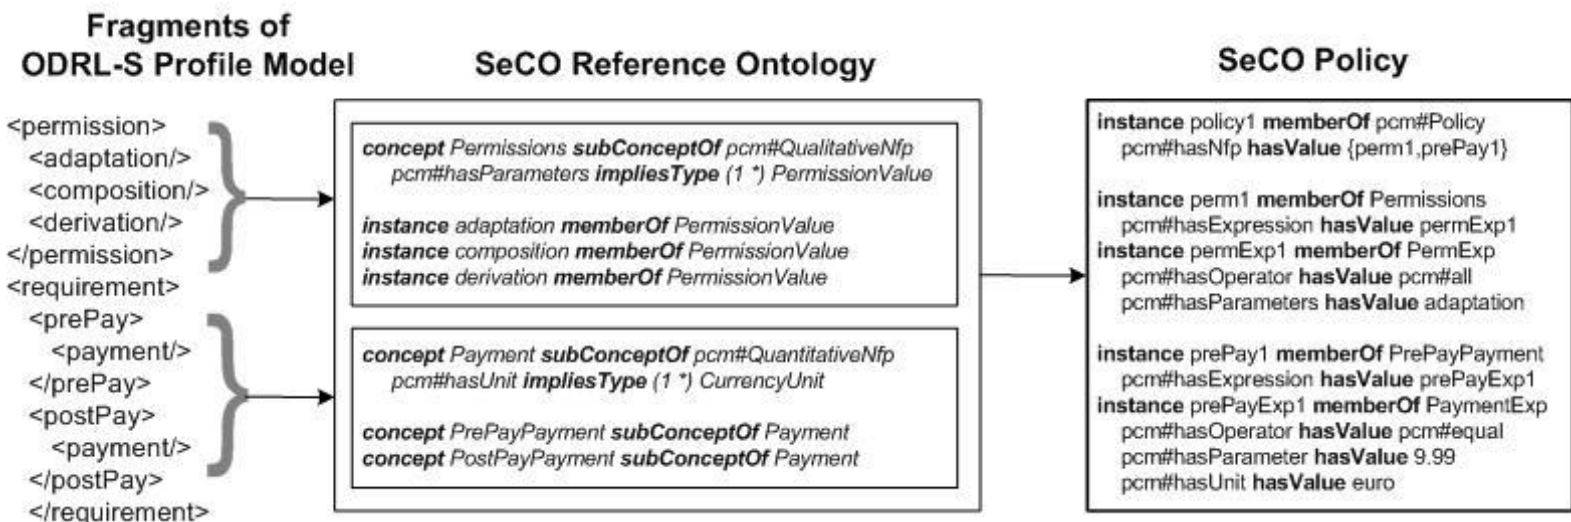 Fragments of
ODRL-S Profile Model
<permission>
<adaptation/>
<composition/>
<derivation/>
</permission>
<requirement>
<prePay>
<payment/>
</prePay>
<postPay>
<payment/>
</postPay>
</requirement>
SeCO Reference Ontology
concept Permissions subConceptOf pcm#QualitativeNfp
pcm#hasParameters impliesType (1 *) PermissionValue
instance adaptation memberOf PermissionValue
instance composition memberOf PermissionValue
instance derivation memberOf PermissionValue
concept Payment subConceptOf pcm#QuantitativeNfp
pcm#hasUnit impliesType (1 *) CurrencyUnit
concept PrePayPayment subConceptOf Payment
concept PostPayPayment subConceptOf Payment
SeCO Policy
instance policy1 memberOf pcm#Policy
pcm#hasNfp hasValue {perm1,prePay1}
instance perm1 memberOf Permissions
pcm#hasExpression hasValue permExp1
instance permExp1 memberOf PermExp
pcm#hasOperator hasValue pcm#all
pcm#hasParameters hasValue adaptation
instance prePay1 memberOf PrePayPayment
pcm#hasExpression hasValue prePayExp1
instance prePayExp1 memberOf PaymentExp
pcm#hasOperator hasValue pcm#equal
pcm#hasParameter hasValue 9.99
pcm#hasUnit hasValue euro